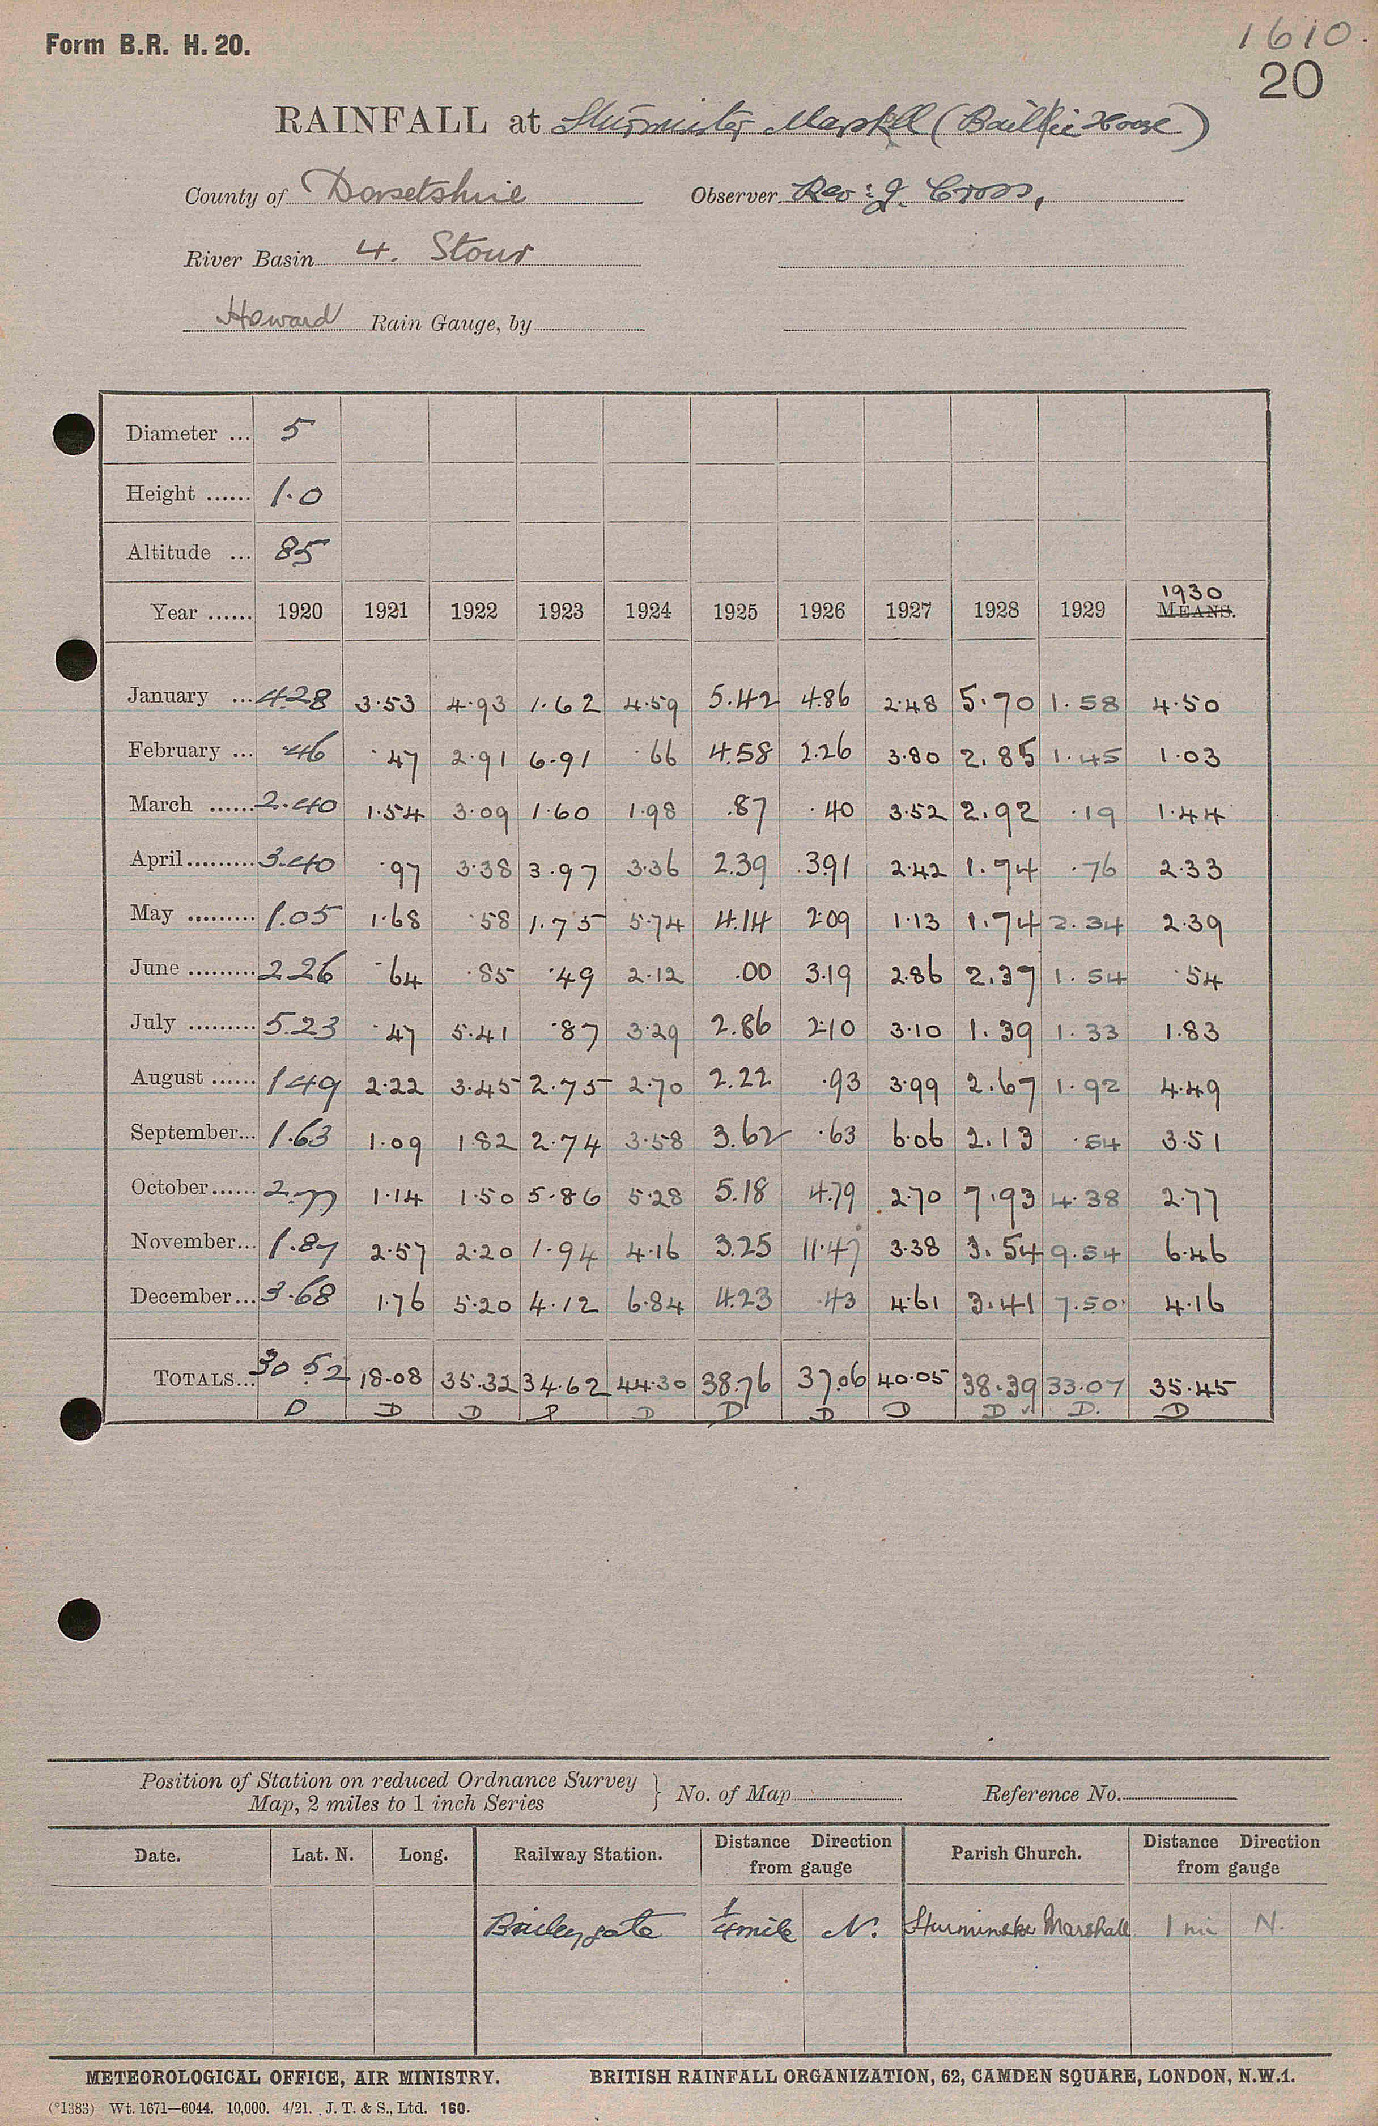 1610.
Form B.R. H. 20.
20
RAINFALL at Sturminster Marshall (Baillie House)
County of Dorsetshire Observer Rev: J. Cross,
River Basin 4. Stour
Howard Rain Gauge, by
Diameter ... 5
Height ...... 1.0
Altitude ... 85
1930
Year ...... 1920 1921 1922 1923 1924 1925 1926 1927 1928 1929 MEANS.
January ... 4.28 3.53 4.93 1.62 4.59 5.42 4.86 2.48 5.70 1.58 4.50
February ... .46 .47 2.91 6.91 .66 4.58 2.26 3.80 2.85 1.45 1.03
March ...... 2.40 1.54 3.09 1.60 1.98 .87 .40 3.52 2.92 .19 1.44
April ......... 3.40 .97 3.38 3.97 3.36 2.39 3.91 2.42 1.74 .76 2.33
May ......... 1.05 1.68 .58 1.75 5.74 4.14 2.09 1.13 1.74 2.34 2.39
June ......... 2.26 .64 .85 .49 2.12 .00 3.19 2.86 2.37 1.54 .54
July ......... 5.23 .47 5.41 .87 3.29 2.86 2.10 3.10 1.39 1.33 1.83
August ...... 1.49 2.22 3.45 2.75 2.70 2.22 .93 3.99 2.67 1.92 4.49
September... 1.63 1.09 1.82 2.74 3.58 3.62 .63 6.06 2.13 .54 3.51
October...... 2.77 1.14 1.50 5.86 5.28 5.18 4.79 2.70 7.93 4.38 2.77
November... 1.87 2.57 2.20 1.94 4.16 3.25 11.47 3.38 3.54 9.54 6.46
December... 3.68 1.76 5.20 4.12 6.84 4.23 .43 4.61 3.41 7.50 4.16
TOTALS... 30.52 18.08 35.32 34.62 44.30 38.76 37.06 40.05 38.39 33.07 35.45
D D D D D D D D D D. D
Position of Station on reduced Ordnance Survey
Map, 2 miles to 1 inch Series } No. of Map Reference No.
Date. Lat. N. Long. Railway Station. Distance Direction from gauge Parish Church. Distance Direction from gauge
Baileygate 1/4 mile N. Sturminster Marshall 1 mi N.
METEOROLOGICAL OFFICE, AIR MINISTRY. BRITISH RAINFALL ORGANIZATION, 62, CAMDEN SQUARE, LONDON, N.W.1.
(*1383) Wt. 1671—6044. 10,000. 4/21. J. T. & S., Ltd. 160.